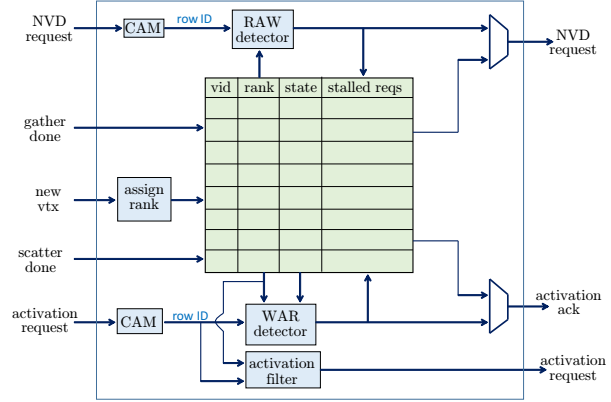 NVD
request
CAM
row ID
RAW
detector
NVD
request
vid rank state stalled reqs
gather
done
new
vtx
assign
rank
scatter
done
activation
request
CAM
row ID
WAR
detector
activation
ack
activation
filter
activation
request